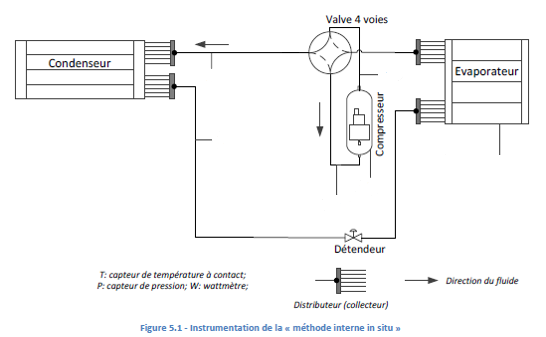 Valve 4 voies
Condenseur
Evaporateur
Compresseur
Détendeur
T: capteur de température à contact;
P: capteur de pression; W: wattmètre;
Direction du fluide
Distributeur (collecteur)
Figure 5.1 - Instrumentation de la « méthode interne in situ »